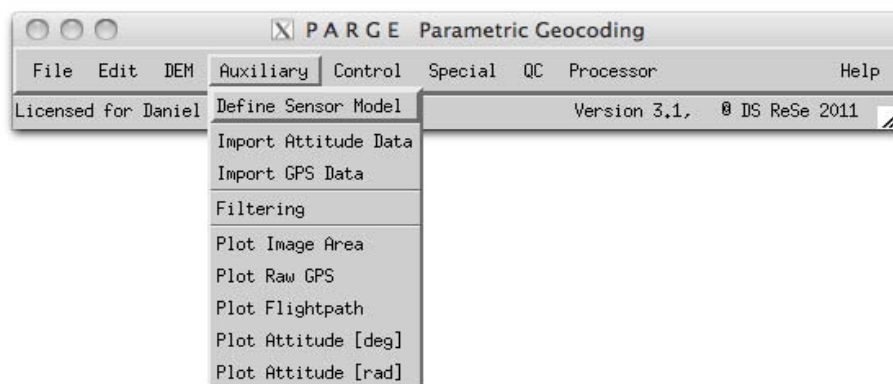 P A R G E Parametric Geocoding
File Edit DEM Auxiliary Control Special QC Processor Help
Licensed for Daniel Version 3.1, © DS ReSe 2011
Define Sensor Model
Import Attitude Data
Import GPS Data
Filtering
Plot Image Area
Plot Raw GPS
Plot Flightpath
Plot Attitude [deg]
Plot Attitude [rad]